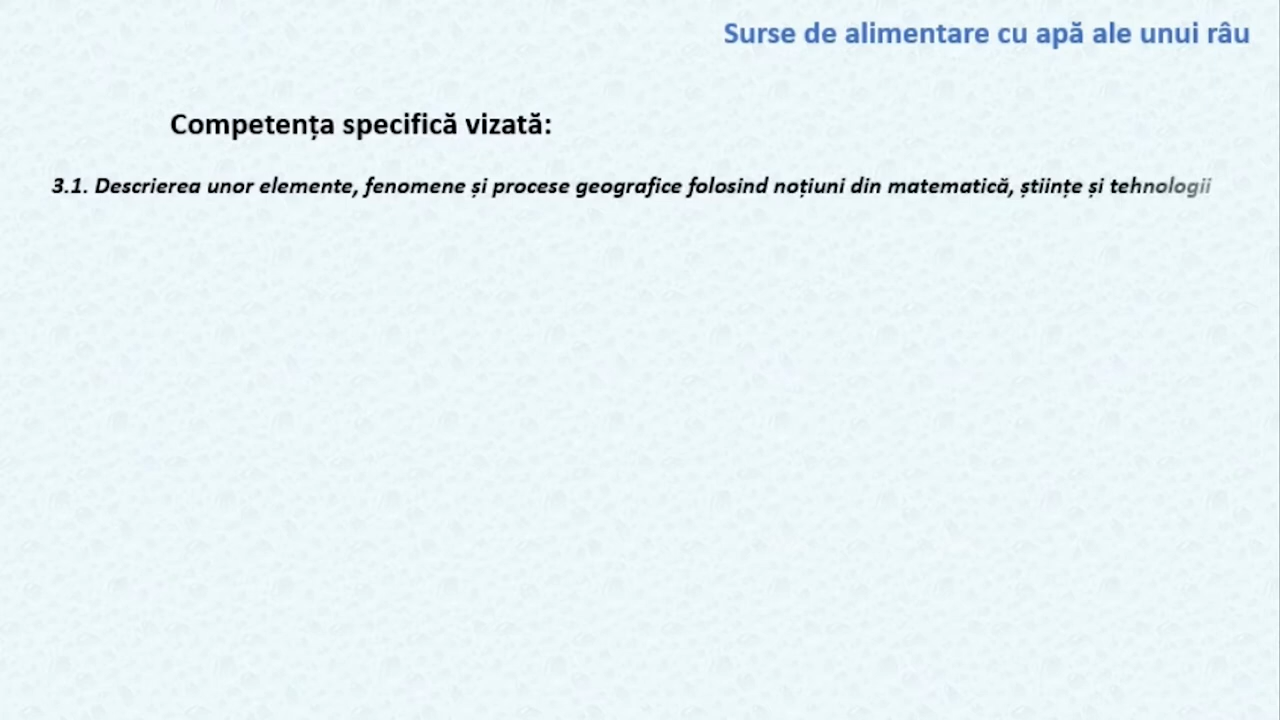 Surse de alimentare cu apă ale unui râu
Competența specifică vizată:
3.1. Descrierea unor elemente, fenomene și procese geografice folosind noțiuni din matematică, științe și tehnologii